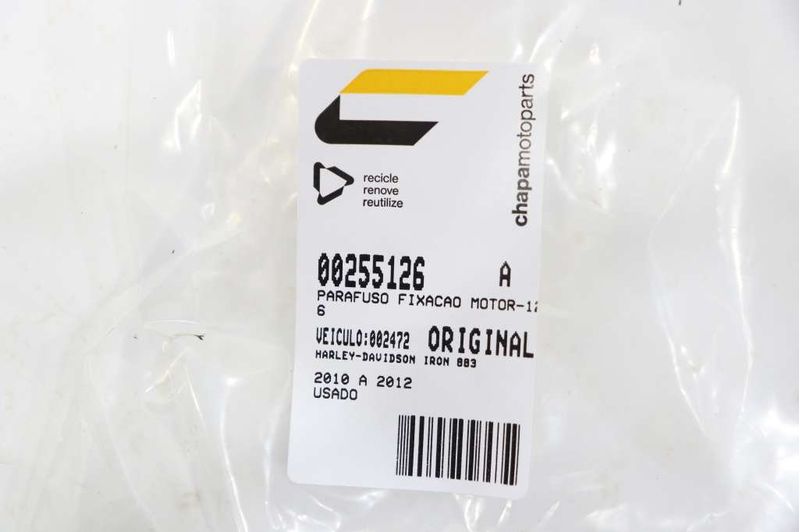 chapamotoparts
recicle
renove
reutilize
00255126 A
PARAFUSO FIXACAO MOTOR-12
6
VEICULO:002472 ORIGINAL
HARLEY-DAVIDSON IRON 883
2010 A 2012
USADO